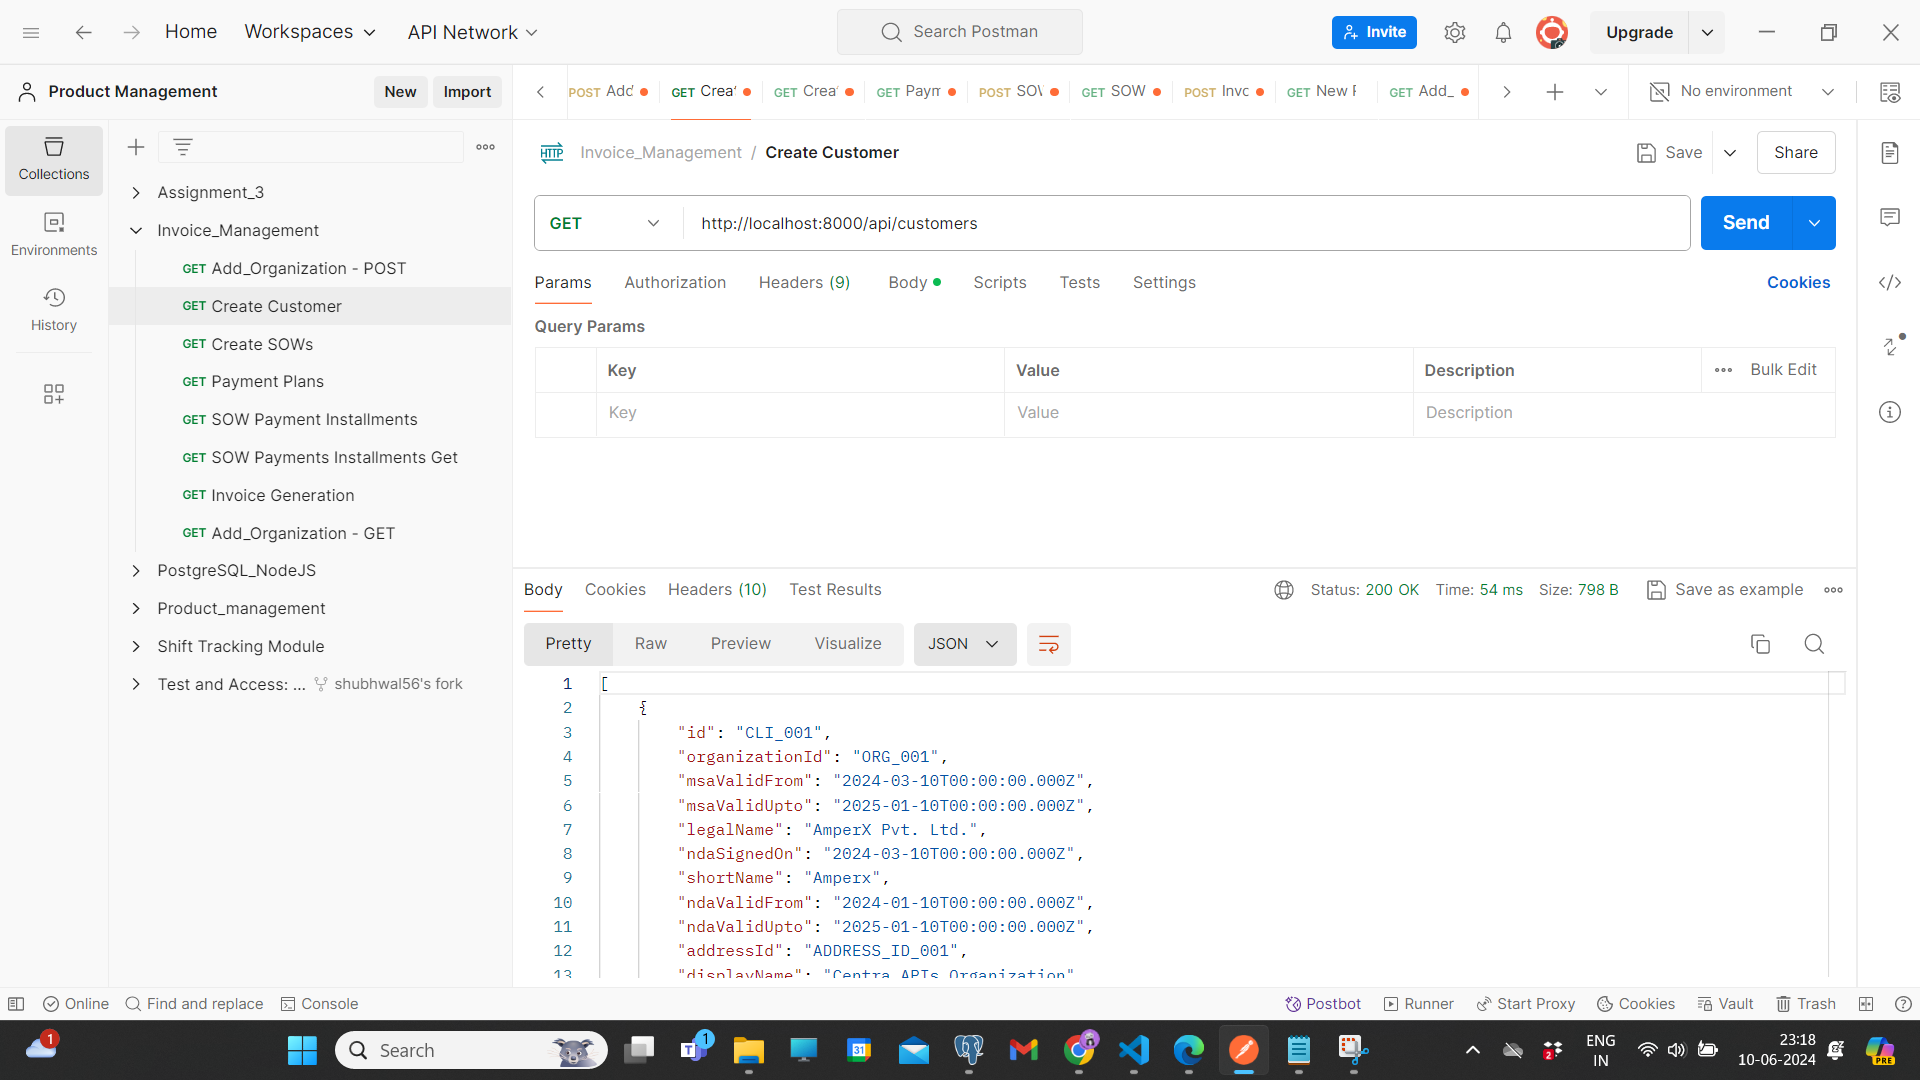 Home Workspaces API Network Search Postman Invite Upgrade
Product Management New Import
POST Add GET Crea GET Crea GET Paym POST SOW GET SOW POST Invo GET New GET Add_ No environment
Collections
Environments
History
Assignment_3
Invoice_Management
GET Add_Organization - POST
GET Create Customer
GET Create SOWs
GET Payment Plans
GET SOW Payment Installments
GET SOW Payments Installments Get
GET Invoice Generation
GET Add_Organization - GET
PostgreSQL_NodeJS
Product_management
Shift Tracking Module
Test and Access: ... shubhwal56's fork
HTTP Invoice_Management / Create Customer Save Share
GET http://localhost:8000/api/customers Send
Params Authorization Headers (9) Body Scripts Tests Settings Cookies
Query Params
Key Value Description Bulk Edit
Key Value Description
Body Cookies Headers (10) Test Results Status: 200 OK Time: 54 ms Size: 798 B Save as example
Pretty Raw Preview Visualize JSON
1 [
2 {
3 "id": "CLI_001",
4 "organizationId": "ORG_001",
5 "msaValidFrom": "2024-03-10T00:00:00.000Z",
6 "msaValidUpto": "2025-01-10T00:00:00.000Z",
7 "legalName": "AmperX Pvt. Ltd.",
8 "ndaSignedOn": "2024-03-10T00:00:00.000Z",
9 "shortName": "Amperx",
10 "ndaValidFrom": "2024-01-10T00:00:00.000Z",
11 "ndaValidUpto": "2025-01-10T00:00:00.000Z",
12 "addressId": "ADDRESS_ID_001",
13 "displayName": "Centra APIs Organization"
Online Find and replace Console Postbot Runner Start Proxy Cookies Vault Trash
1 Search 1 31 2 ENG IN 23:18 10-06-2024 PRE